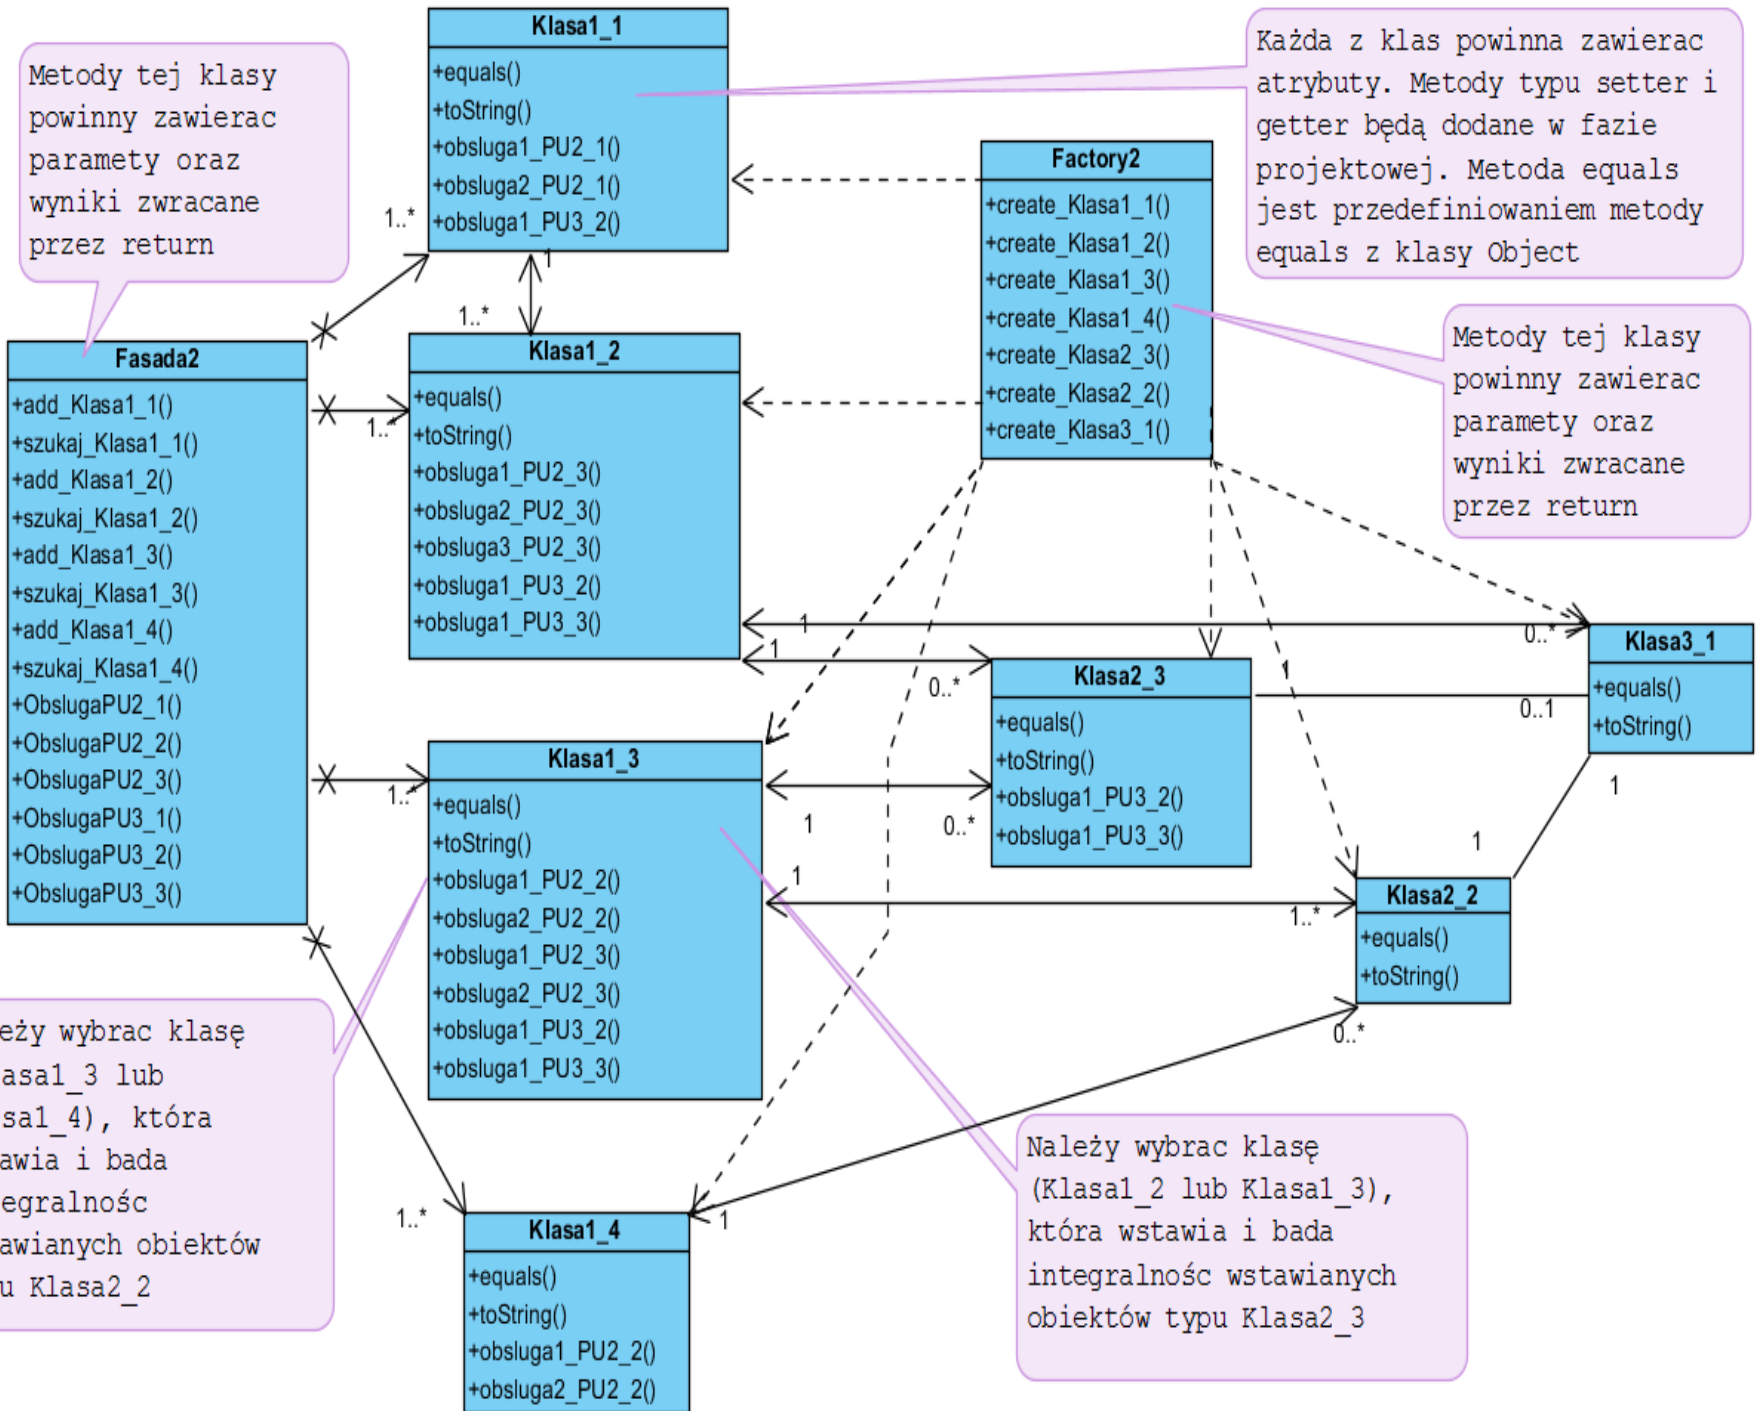 Klasa1_1
+equals()
+toString()
+obsluga1_PU2_1()
+obsluga2_PU2_1()
+obsluga1_PU3_2()
Metody tej klasy
powinny zawierac
paramety oraz
wyniki zwracane
przez return
Każda z klas powinna zawierac
atrybuty. Metody typu setter i
getter będą dodane w fazie
projektowej. Metoda equals
jest przedefiniowaniem metody
equals z klasy Object
Factory2
+create_Klasa1_1()
+create_Klasa1_2()
+create_Klasa1_3()
+create_Klasa1_4()
+create_Klasa2_3()
+create_Klasa2_2()
+create_Klasa3_1()
Metody tej klasy
powinny zawierac
paramety oraz
wyniki zwracane
przez return
1..*
1
1..*
Fasada2
+add_Klasa1_1()
+szukaj_Klasa1_1()
+add_Klasa1_2()
+szukaj_Klasa1_2()
+add_Klasa1_3()
+szukaj_Klasa1_3()
+add_Klasa1_4()
+szukaj_Klasa1_4()
+ObslugaPU2_1()
+ObslugaPU2_2()
+ObslugaPU2_3()
+ObslugaPU3_1()
+ObslugaPU3_2()
+ObslugaPU3_3()
1..*
Klasa1_2
+equals()
+toString()
+obsluga1_PU2_3()
+obsluga2_PU2_3()
+obsluga3_PU2_3()
+obsluga1_PU3_2()
+obsluga1_PU3_3()
1
0..*
1
0..*
Klasa3_1
+equals()
+toString()
Klasa2_3
+equals()
+toString()
+obsluga1_PU3_2()
+obsluga1_PU3_3()
1
0..1
1..*
Klasa1_3
+equals()
+toString()
+obsluga1_PU2_2()
+obsluga2_PU2_2()
+obsluga1_PU2_3()
+obsluga2_PU2_3()
+obsluga1_PU3_2()
+obsluga1_PU3_3()
1
0..*
1
1..*
1
1
Klasa2_2
+equals()
+toString()
0..*
eży wybrac klasę
asa1_3 lub
sa1_4), która
awia i bada
egralnośc
awianych obiektów
u Klasa2_2
Należy wybrac klasę
(Klasa1_2 lub Klasa1_3),
która wstawia i bada
integralnośc wstawianych
obiektów typu Klasa2_3
1..*
1
Klasa1_4
+equals()
+toString()
+obsluga1_PU2_2()
+obsluga2_PU2_2()